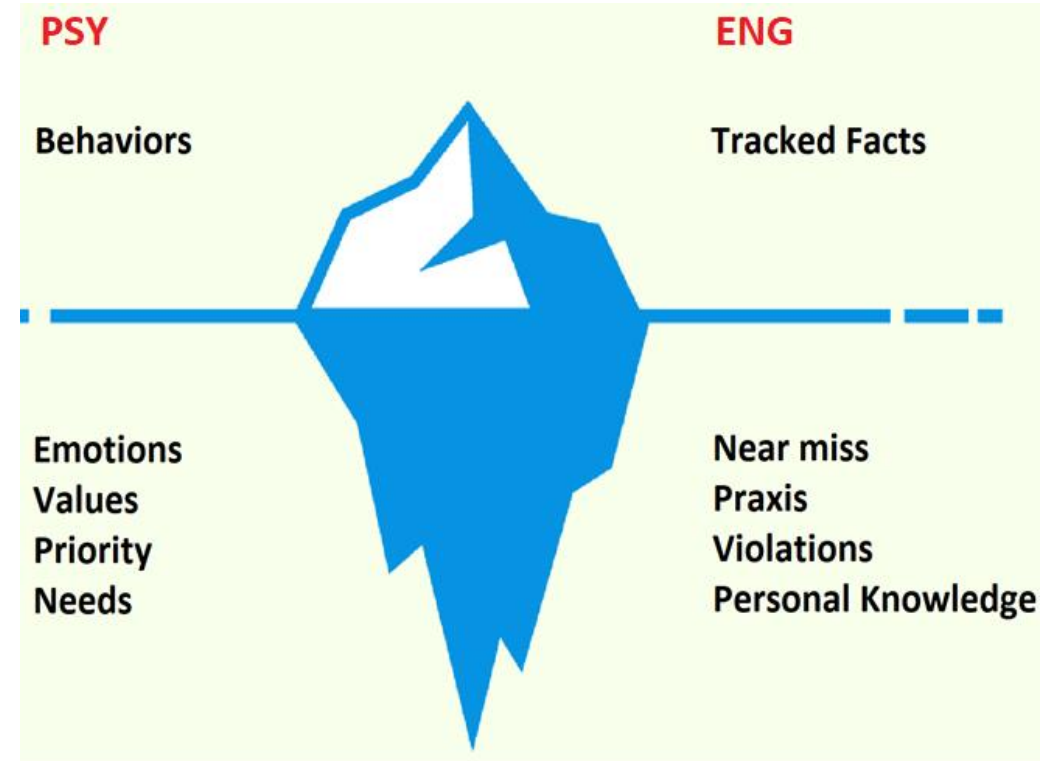 PSY
ENG
Behaviors
Tracked Facts
Emotions
Values
Priority
Needs
Near miss
Praxis
Violations
Personal Knowledge